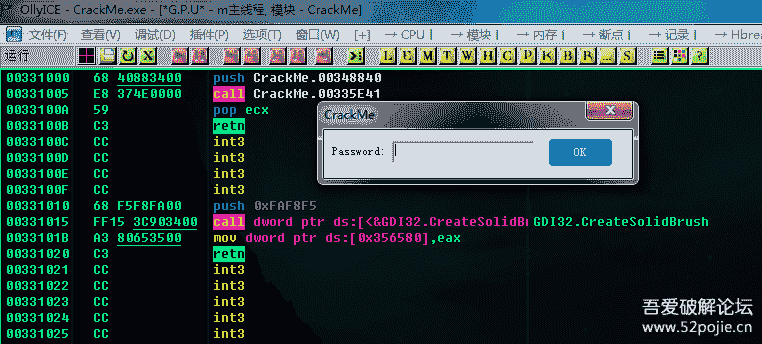 OllyICE - CrackMe.exe - [*G.P.U* - m主线程, 模块 - CrackMe]
文件(F) 查看(V) 调试(D) 插件(P) 选项(T) 窗口(W) 帮助(H) [+] → CPU | → 模块 | → 内存 | → 断点 | → 记录 | → Hbrea
运行 L E M T W H C P K B R ... S
00331000 68 40883400 push CrackMe.00348840
00331005 E8 374E0000 call CrackMe.00335E41
0033100A 59 pop ecx
0033100B C3 retn
0033100C CC int3
0033100D CC int3
0033100E CC int3
0033100F CC int3
00331010 68 F5F8FA00 push 0xFAF8F5
00331015 FF15 3C903400 call dword ptr ds:[<&GDI32.CreateSolidBr GDI32.CreateSolidBrush
0033101B A3 80653500 mov dword ptr ds:[0x356580],eax
00331020 C3 retn
00331021 CC int3
00331022 CC int3
00331023 CC int3
00331024 CC int3
00331025 CC int3
CrackMe
Password:
OK
吾爱破解论坛
www.52pojie.cn